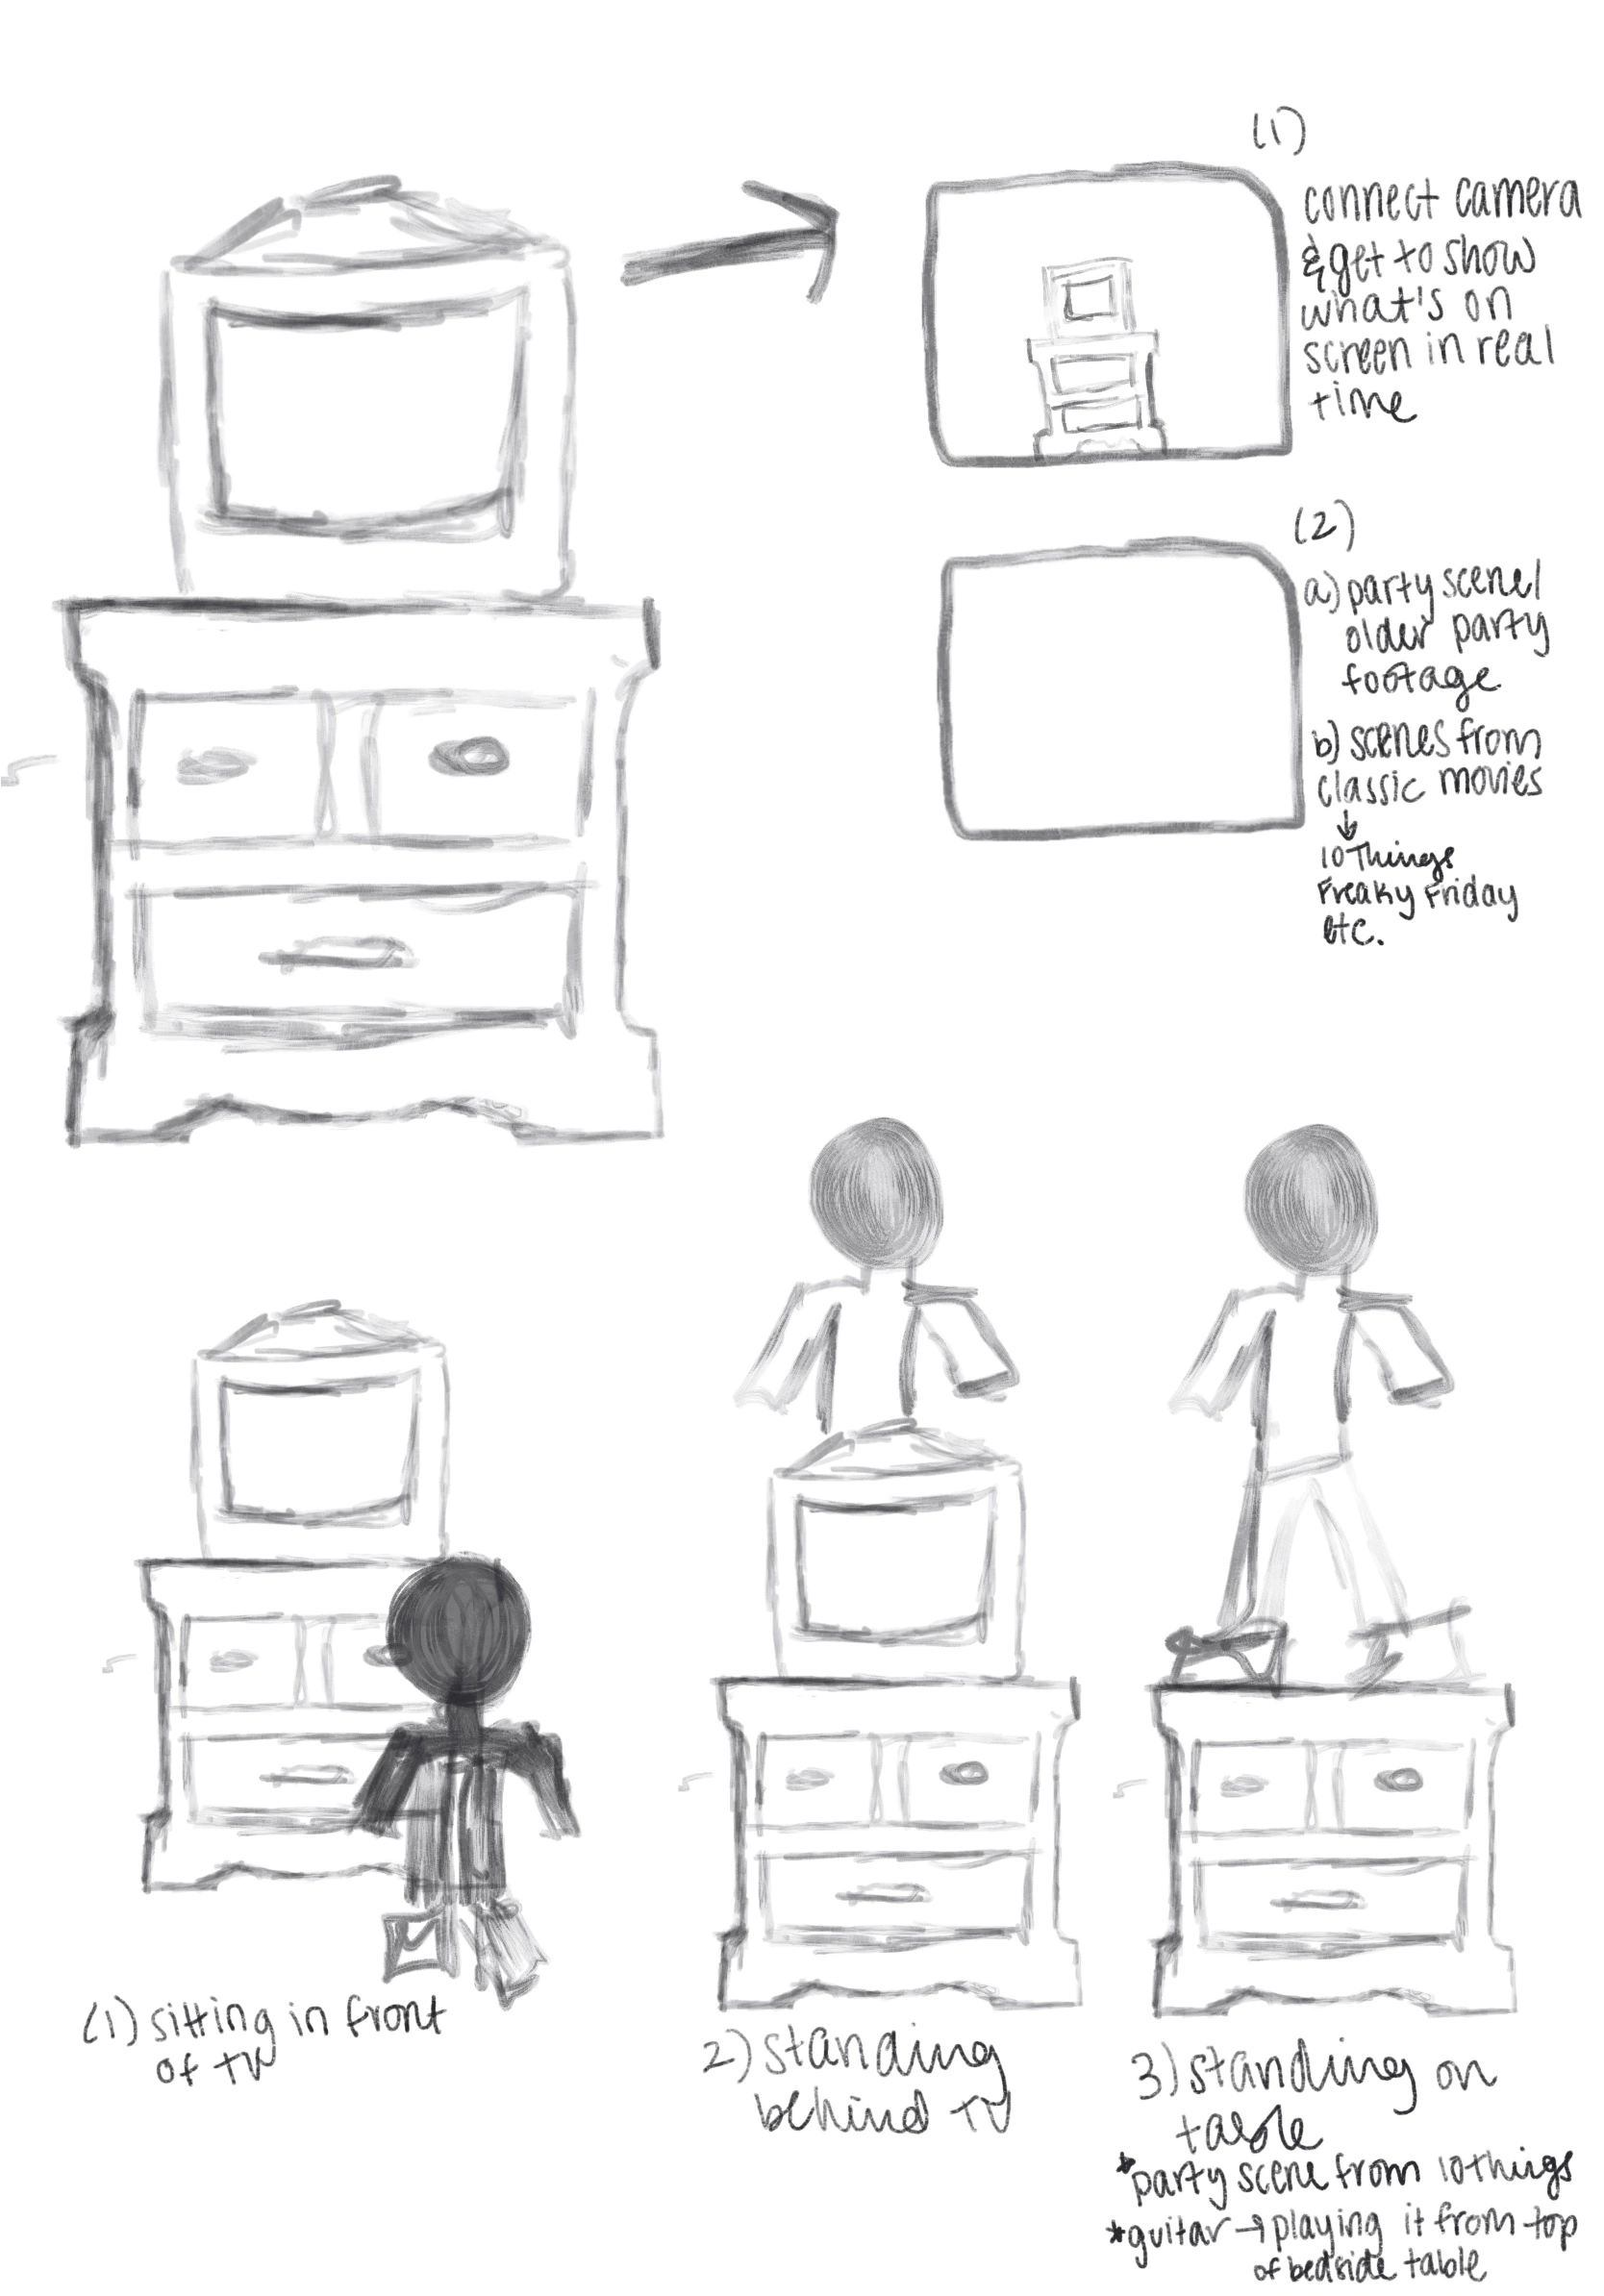 (1)
connect camera
& get to show
what's on
screen in real
time
(2)
a) party scene/
older party
footage
b) scenes from
classic movies
↓
10 Things
Freaky Friday
etc.
(1) sitting in front
of TV
2) standing
behind TV
3) standing on
table
*party scene from 10 things
*guitar → playing it from top
of bedside table